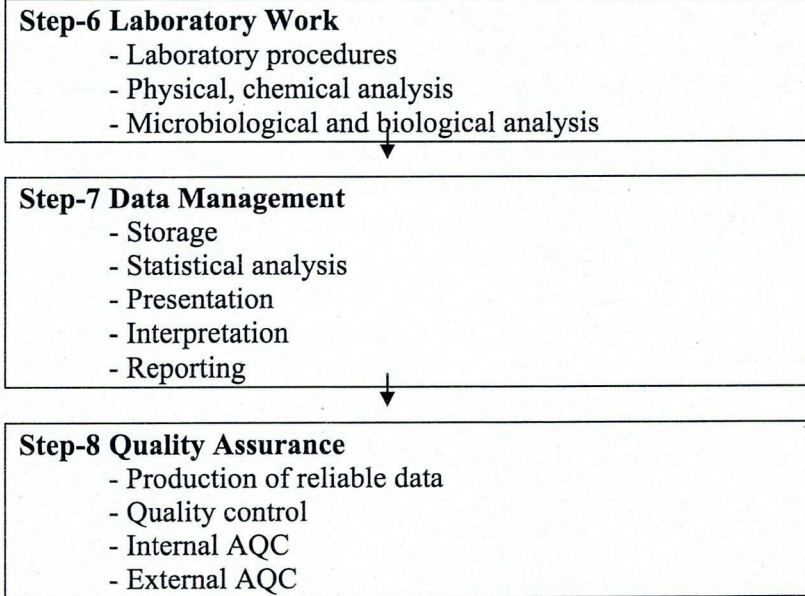 Step-6 Laboratory Work
- Laboratory procedures
- Physical, chemical analysis
- Microbiological and biological analysis
Step-7 Data Management
- Storage
- Statistical analysis
- Presentation
- Interpretation
- Reporting
Step-8 Quality Assurance
- Production of reliable data
- Quality control
- Internal AQC
- External AQC